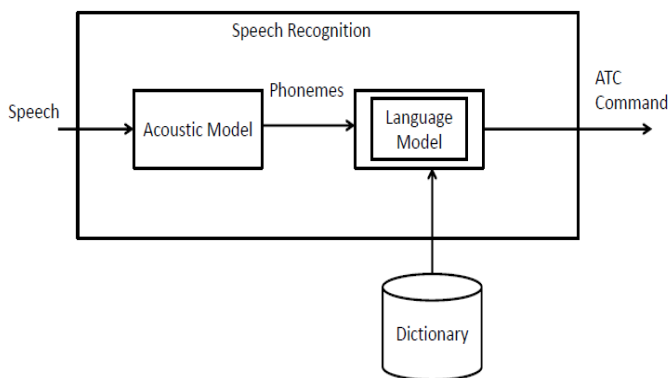 Speech Recognition
Speech
Acoustic Model
Phonemes
Language
Model
ATC
Command
Dictionary